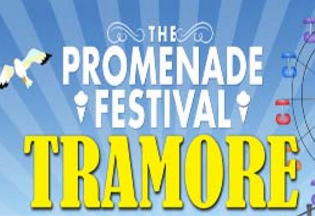 THE
PROMENADE
FESTIVAL
TRAMORE